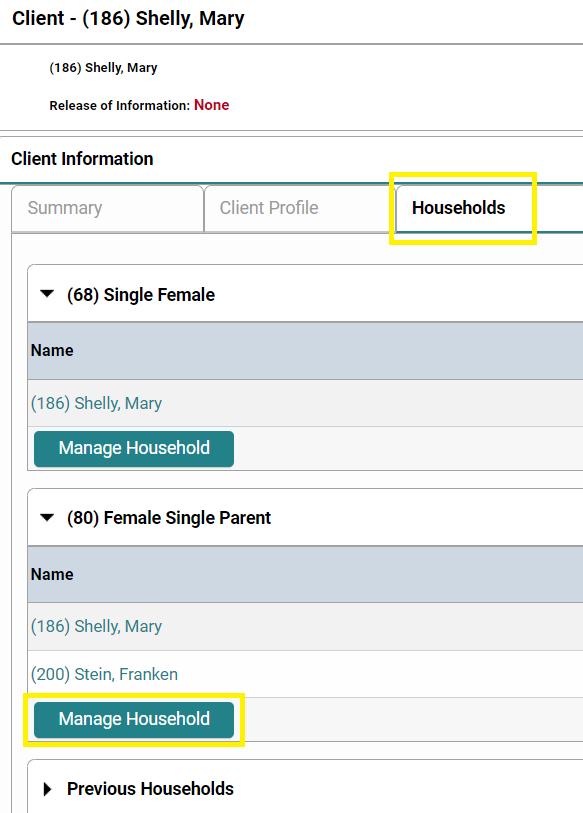 Client - (186) Shelly, Mary
(186) Shelly, Mary
Release of Information: None
Client Information
Summary
Client Profile
Households
(68) Single Female
Name
(186) Shelly, Mary
Manage Household
(80) Female Single Parent
Name
(186) Shelly, Mary
(200) Stein, Franken
Manage Household
Previous Households